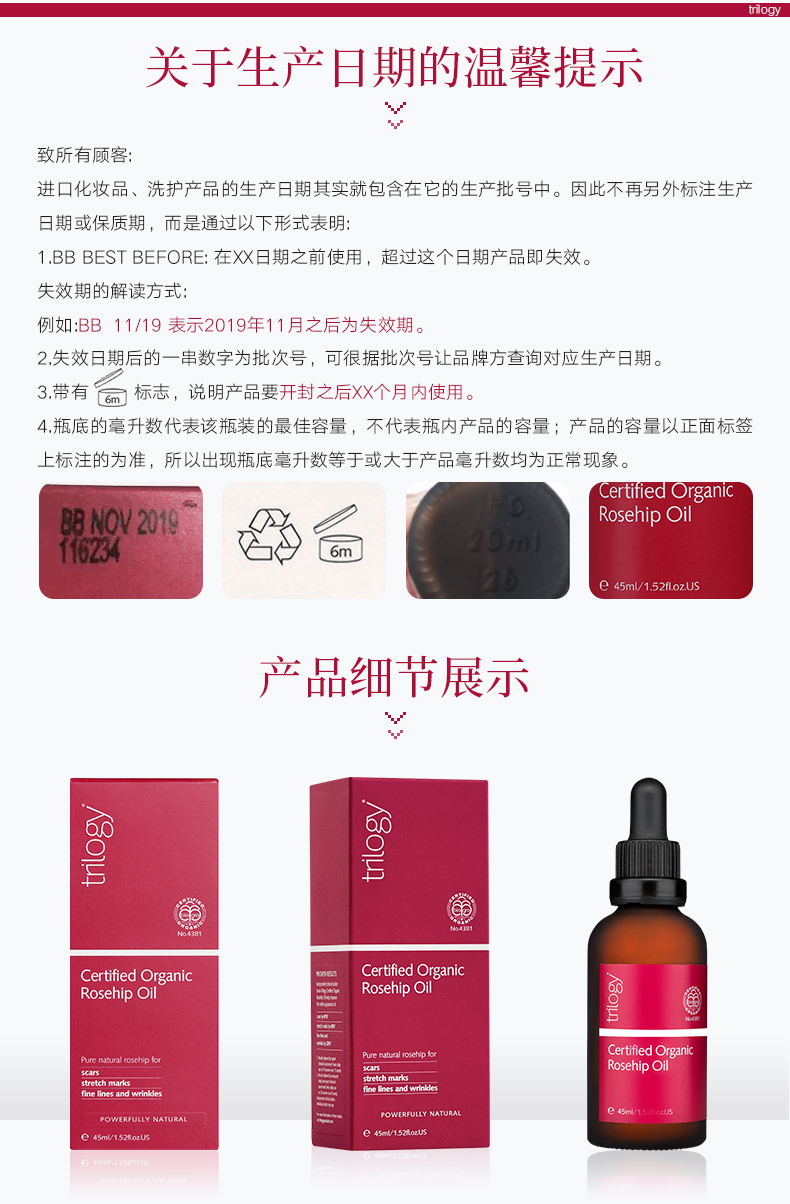 trilogy
关于生产日期的温馨提示
致所有顾客:
进口化妆品、洗护产品的生产日期其实就包含在它的生产批号中。因此不再另外标注生产
日期或保质期，而是通过以下形式表明:
1.BB BEST BEFORE: 在XX日期之前使用，超过这个日期产品即失效。
失效期的解读方式:
例如:BB 11/19 表示2019年11月之后为失效期。
2.失效日期后的一串数字为批次号，可很据批次号让品牌方查询对应生产日期。
3.带有 6m 标志，说明产品要开封之后XX个月内使用。
4.瓶底的毫升数代表该瓶装的最佳容量，不代表瓶内产品的容量；产品的容量以正面标签
上标注的为准，所以出现瓶底毫升数等于或大于产品毫升数均为正常现象。
BB NOV 2019
116234
6m
20ml
26
Certified Organic
Rosehip Oil
e 45ml/1.52fl.oz.US
产品细节展示
trilogy
CERTIFIED ORGANIC
No.4381
Certified Organic
Rosehip Oil
Pure natural rosehip for
scars
stretch marks
fine lines and wrinkles
POWERFULLY NATURAL
e 45ml/1.52fl.oz.US
trilogy
CERTIFIED ORGANIC
No.4381
PROVEN RESULTS
Certified Organic
Rosehip Oil
Pure natural rosehip for
scars
stretch marks
fine lines and wrinkles
POWERFULLY NATURAL
e 45ml/1.52fl.oz.US
trilogy
No.4381
Certified Organic
Rosehip Oil
e 45ml/1.52fl.oz.US